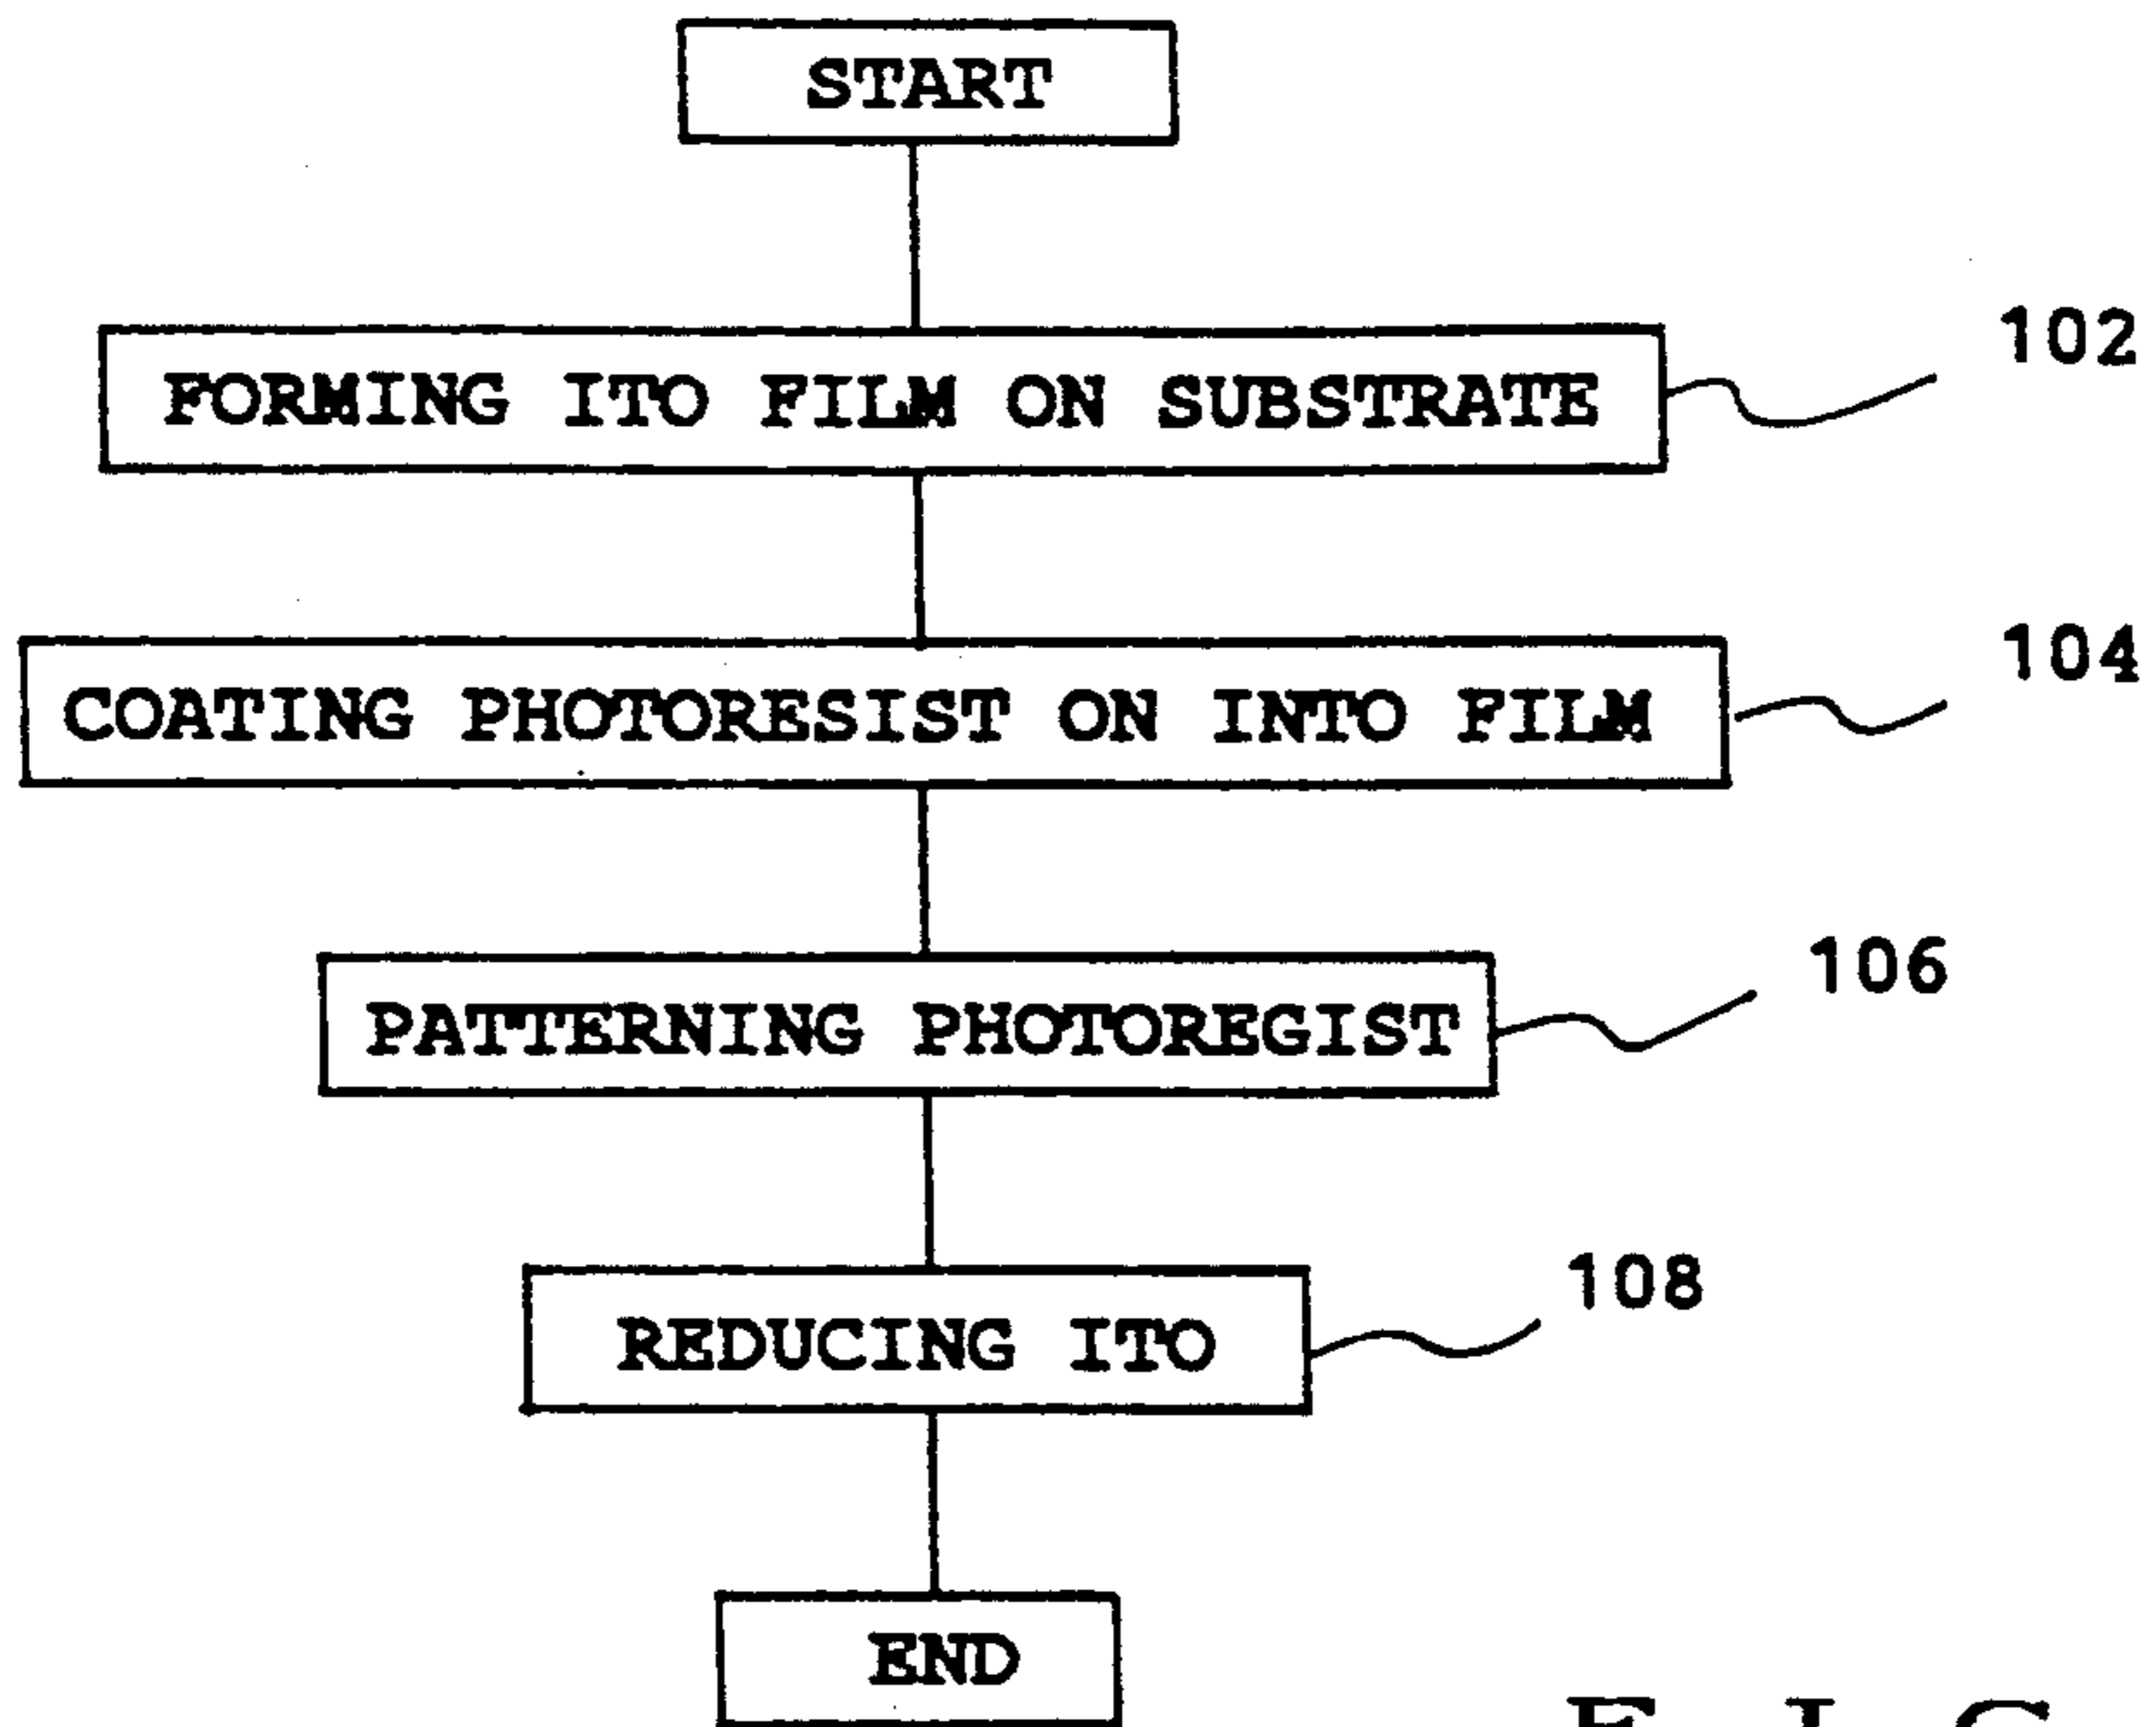 START
FORMING ITO FILM ON SUBSTRATE
102
COATING PHOTORESIST ON INTO FILM
104
PATTERNING PHOTOREGIST
106
REDUCING ITO
108
END